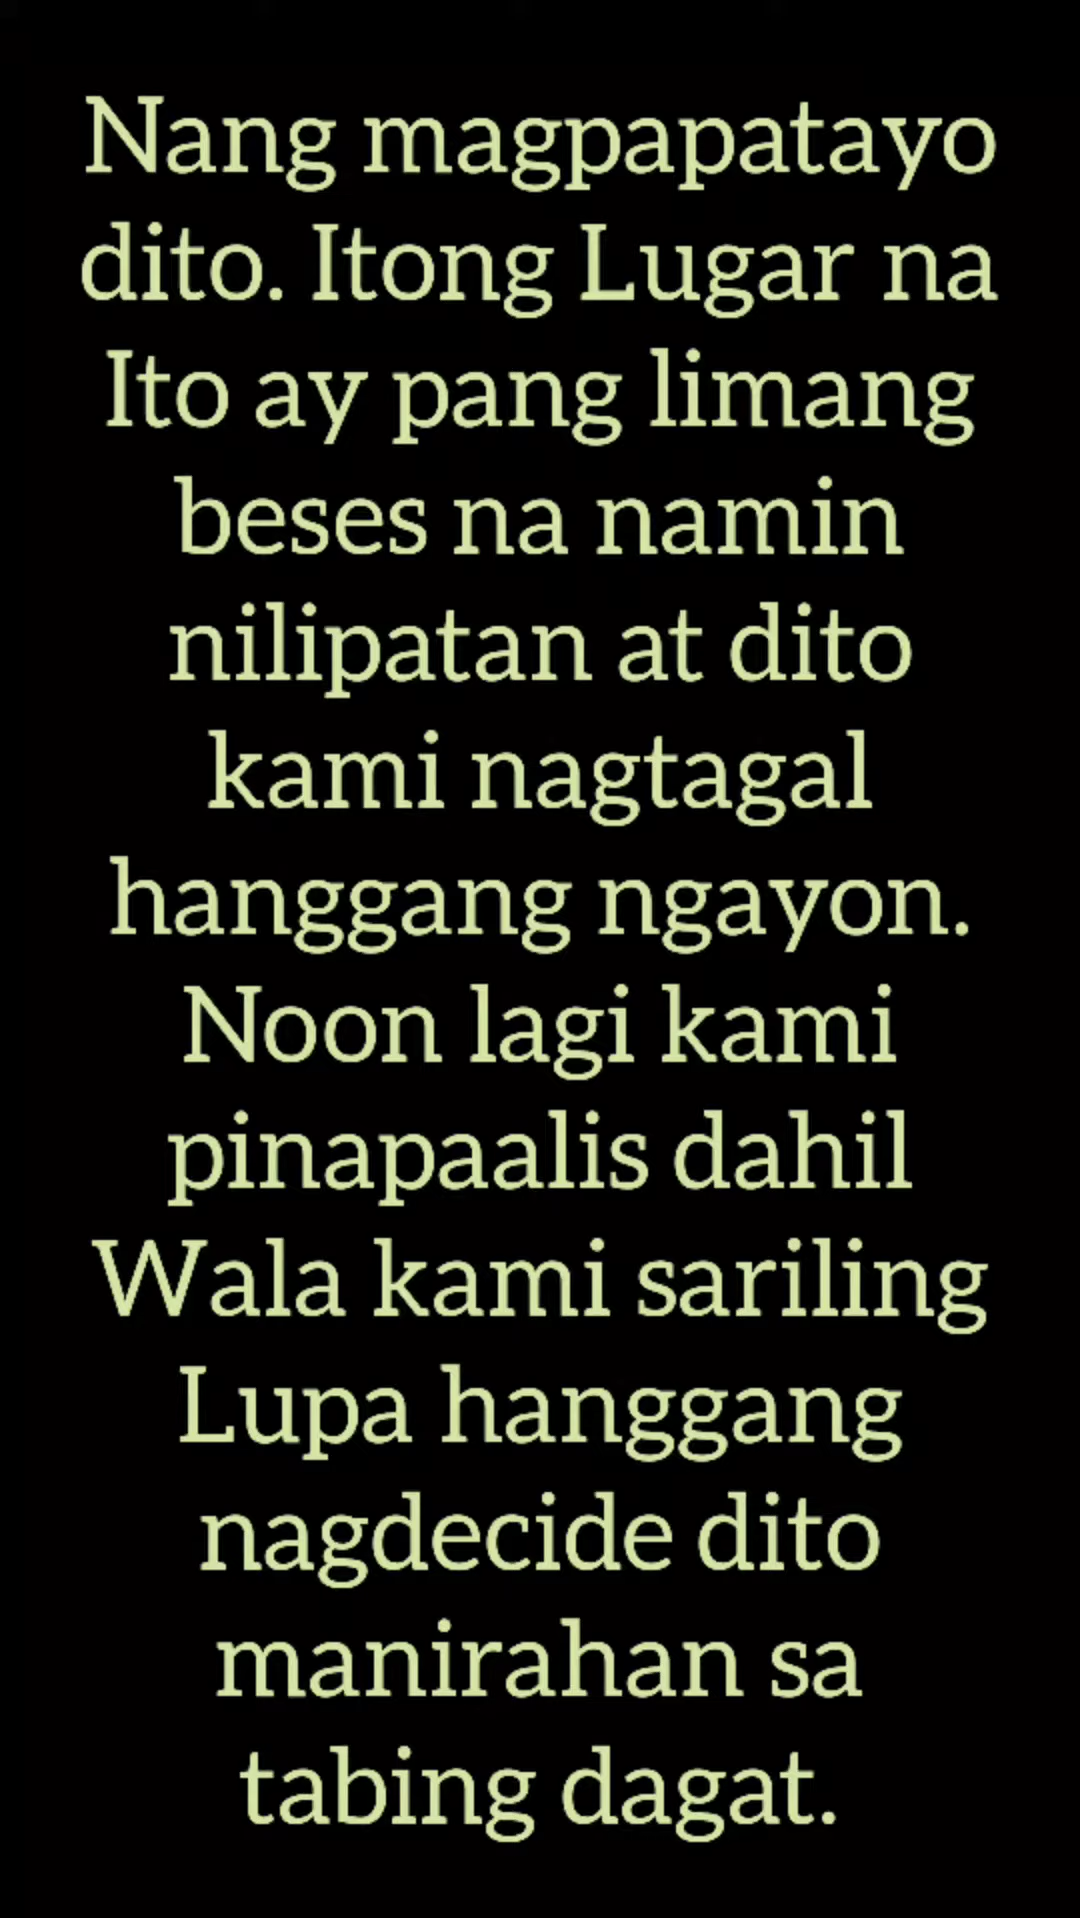 Nang magpapatayo
dito. Itong Lugar na
Ito ay pang limang
beses na namin
nilipatan at dito
kami nagtagal
hanggang ngayon.
Noon lagi kami
pinapaalis dahil
Wala kami sariling
Lupa hanggang
nagdecide dito
manirahan sa
tabing dagat.